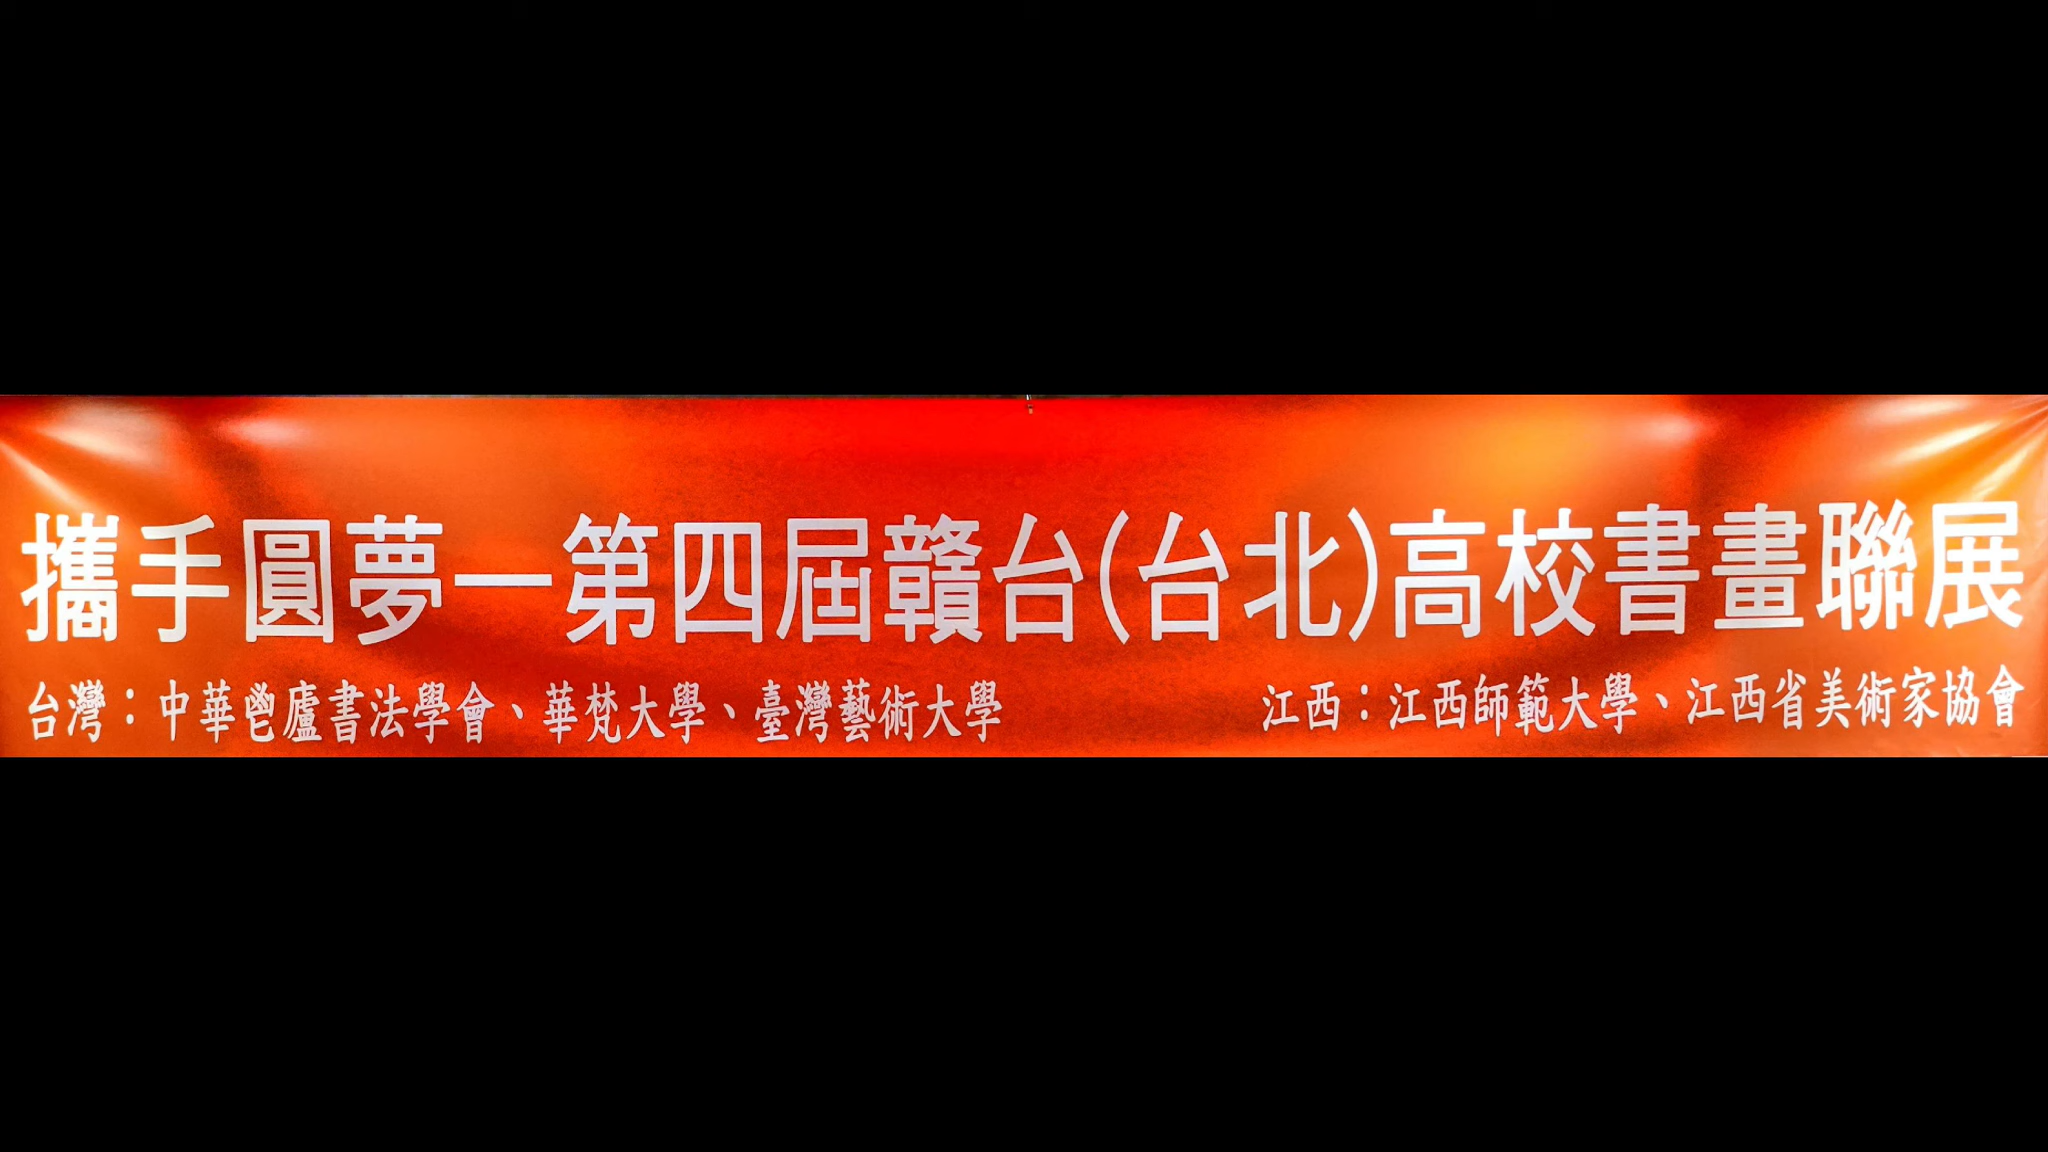 攜手圓夢—第四屆贛台(台北)高校書畫聯展
台灣：中華鬯廬書法學會、華梵大學、臺灣藝術大學
江西：江西師範大學、江西省美術家協會